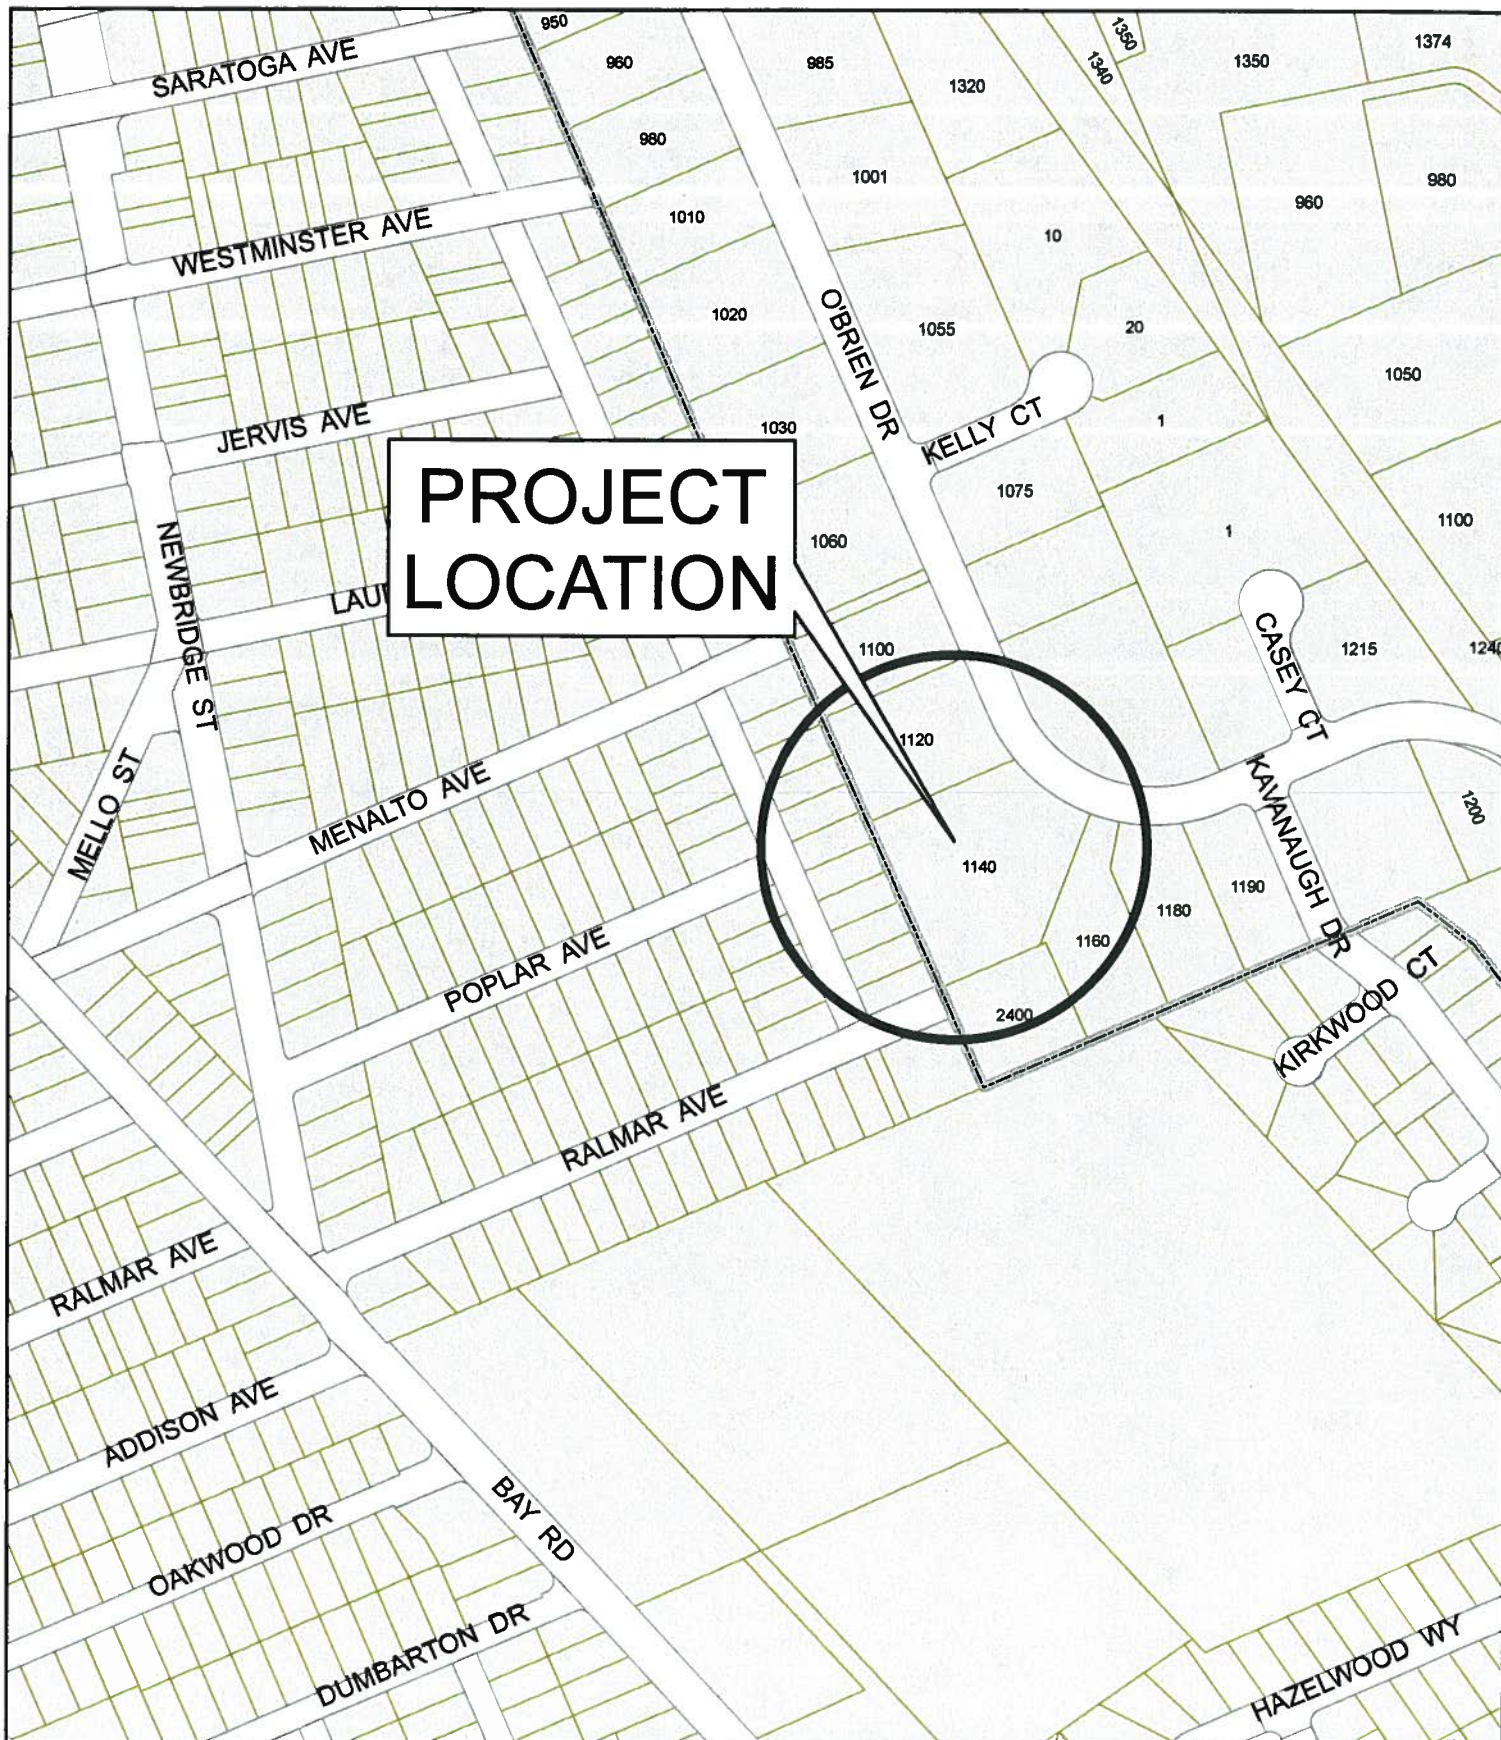 950
1350
1374
SARATOGA AVE
960
985
1340
1350
1320
980
1001
980
1010
960
WESTMINSTER AVE
10
1020
O'BRIEN DR
1055
20
1050
JERVIS AVE
1030
KELLY CT
1
PROJECT
LOCATION
1075
1100
NEWBRIDGE ST
1060
1
LAU
CASEY CT
1100
1215
1240
1120
MELLO ST
MENALTO AVE
KAVANAUGH DR
1200
1140
1190
1180
POPLAR AVE
1160
2400
KIRKWOOD CT
RALMAR AVE
RALMAR AVE
ADDISON AVE
BAY RD
OAKWOOD DR
DUMBARTON DR
HAZELWOOD WY